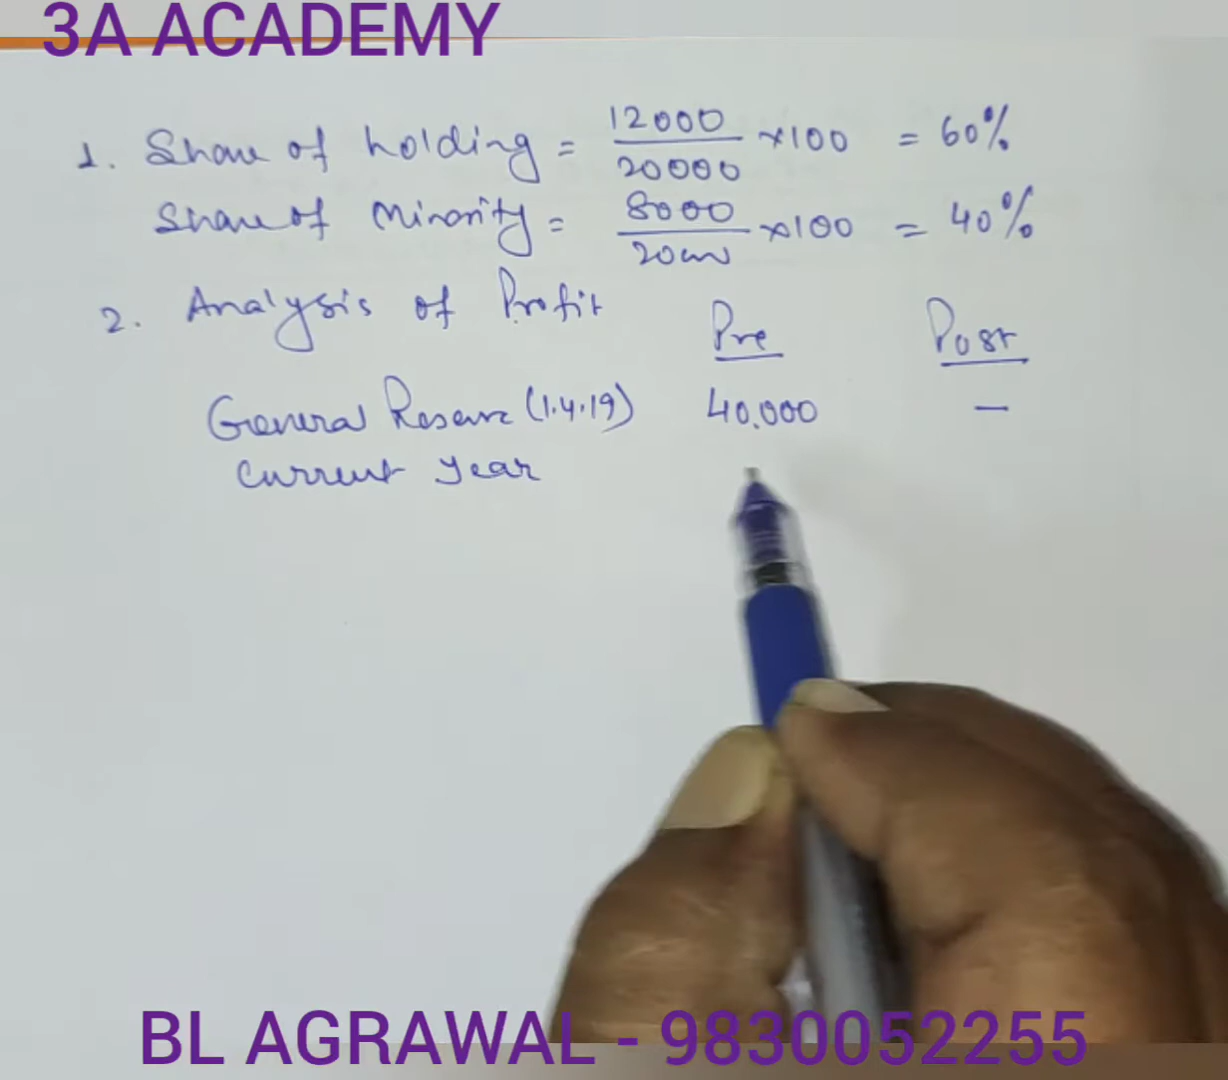 3A ACADEMY
1. Share of holding = 12000/20000 ×100 = 60%
Share of Minority = 8000/20000 ×100 = 40%
2. Analysis of Profit
Pre Post
General Reserve (1.4.19) 40,000 —
Current year
BL AGRAWAL - 9830052255